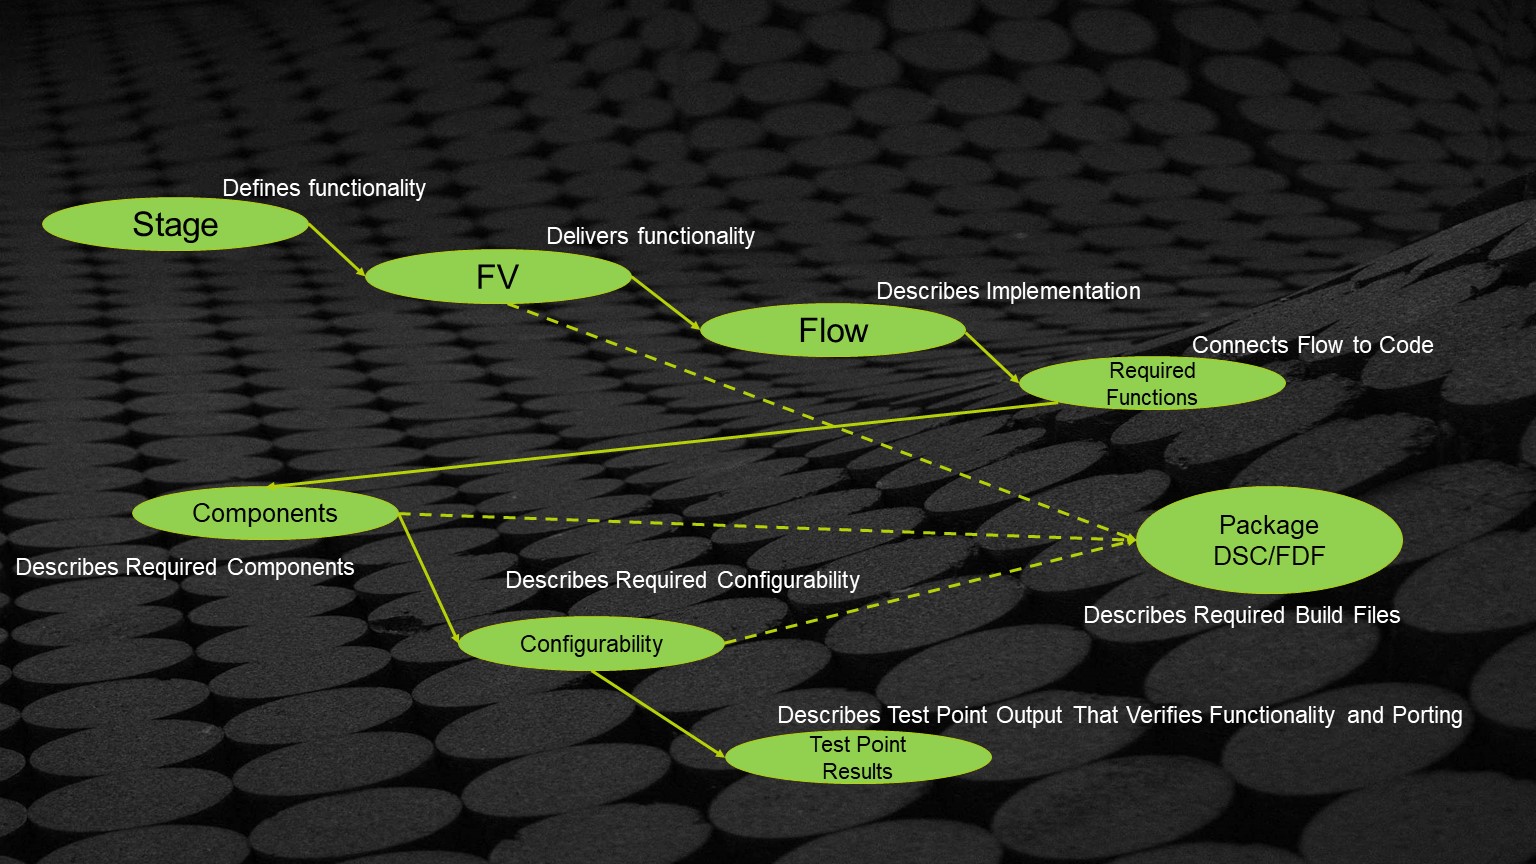 Defines functionality
Stage
Delivers functionality
FV
Describes Implementation
Flow
Connects Flow to Code
Required
Functions
Components
Describes Required Components
Package
DSC/FDF
Describes Required Build Files
Describes Required Configurability
Configurability
Describes Test Point Output That Verifies Functionality and Porting
Test Point
Results